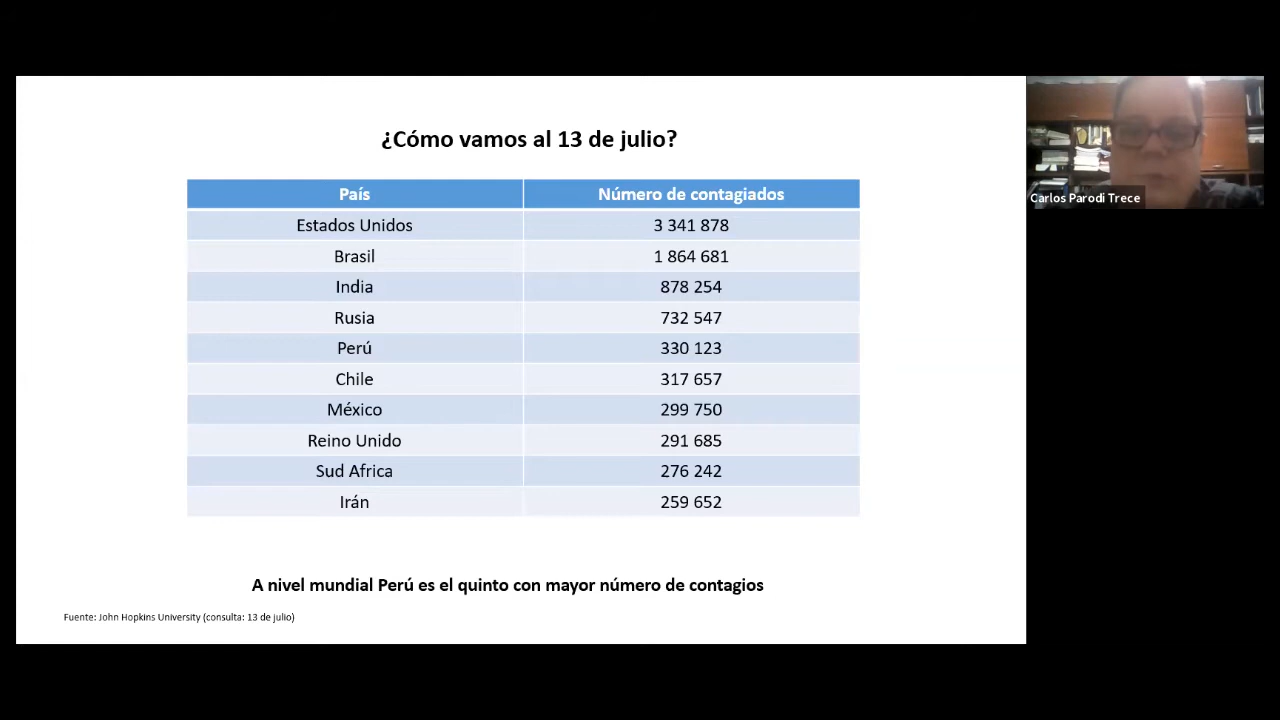 ¿Cómo vamos al 13 de julio?
País Número de contagiados
Estados Unidos 3 341 878
Brasil 1 864 681
India 878 254
Rusia 732 547
Perú 330 123
Chile 317 657
México 299 750
Reino Unido 291 685
Sud Africa 276 242
Irán 259 652
A nivel mundial Perú es el quinto con mayor número de contagios
Fuente: John Hopkins University (consulta: 13 de julio)
Carlos Parodi Trece